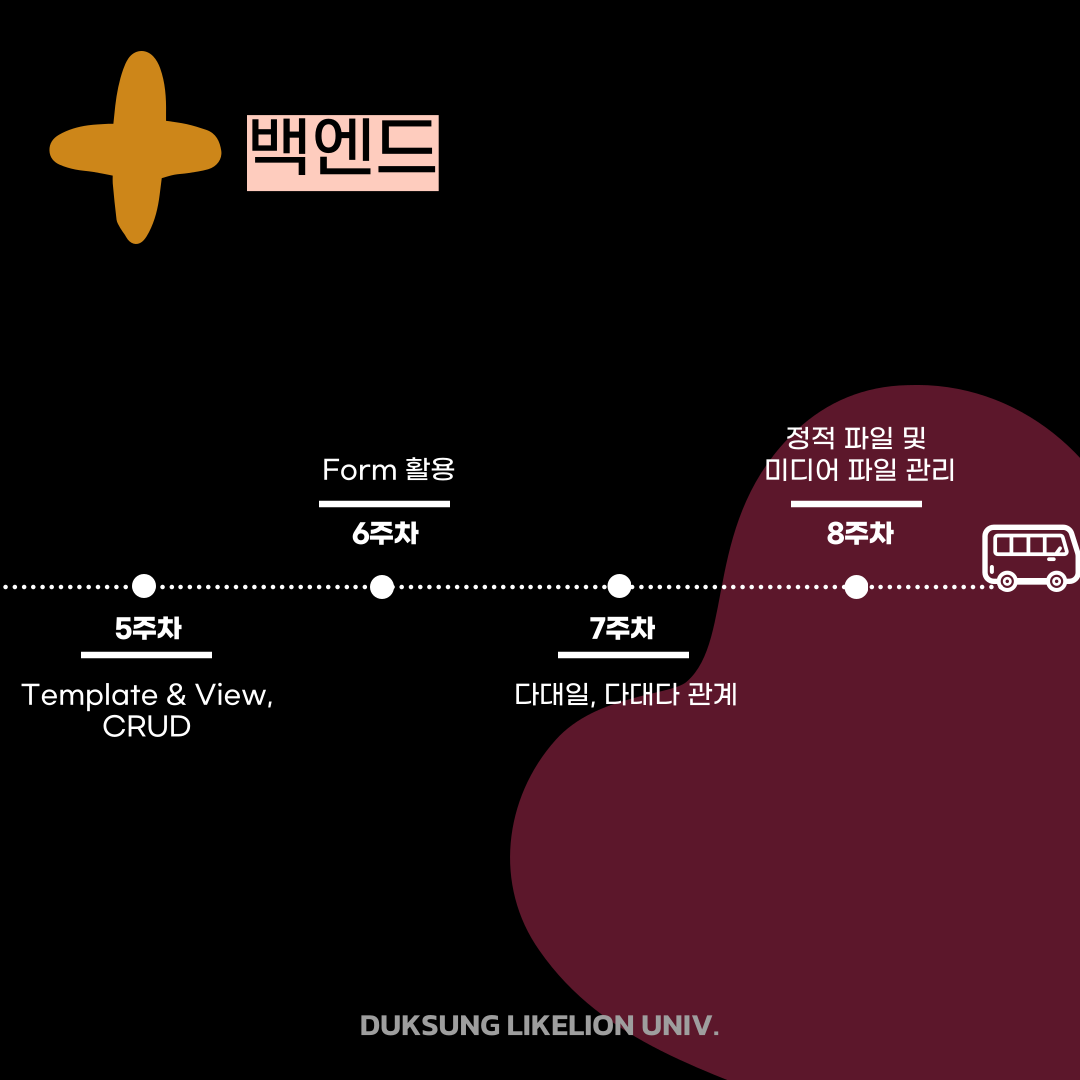 백엔드
5주차
Template & View,
CRUD
Form 활용
6주차
7주차
다대일, 다대다 관계
정적 파일 및
미디어 파일 관리
8주차
DUKSUNG LIKELION UNIV.